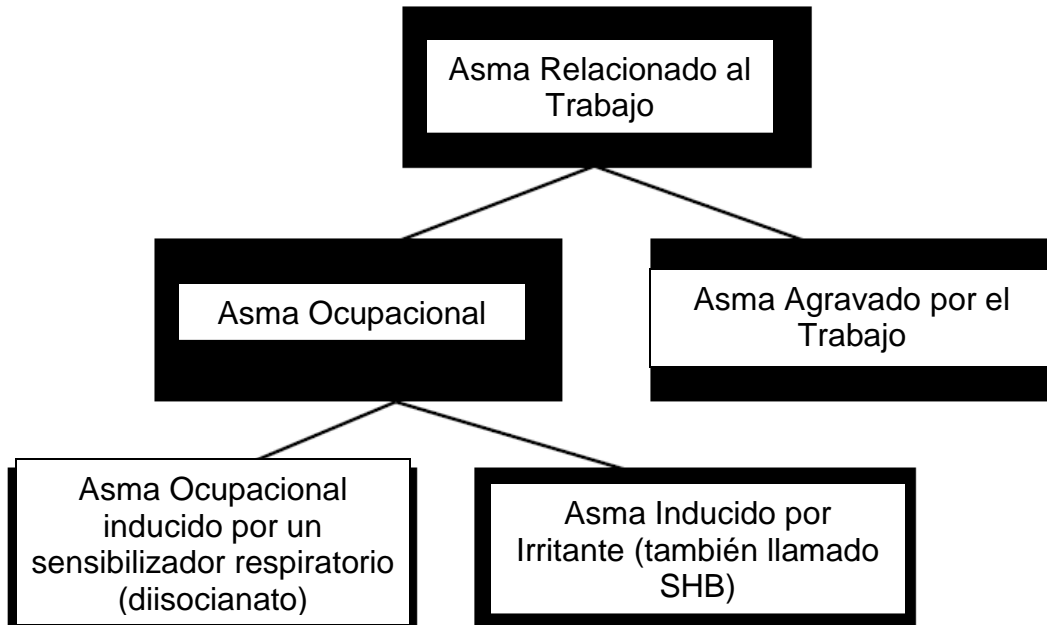 Asma Relacionado al
Trabajo
Asma Ocupacional
Asma Agravado por el
Trabajo
Asma Ocupacional
inducido por un
sensibilizador respiratorio
(diisocianato)
Asma Inducido por
Irritante (también llamado
SHB)